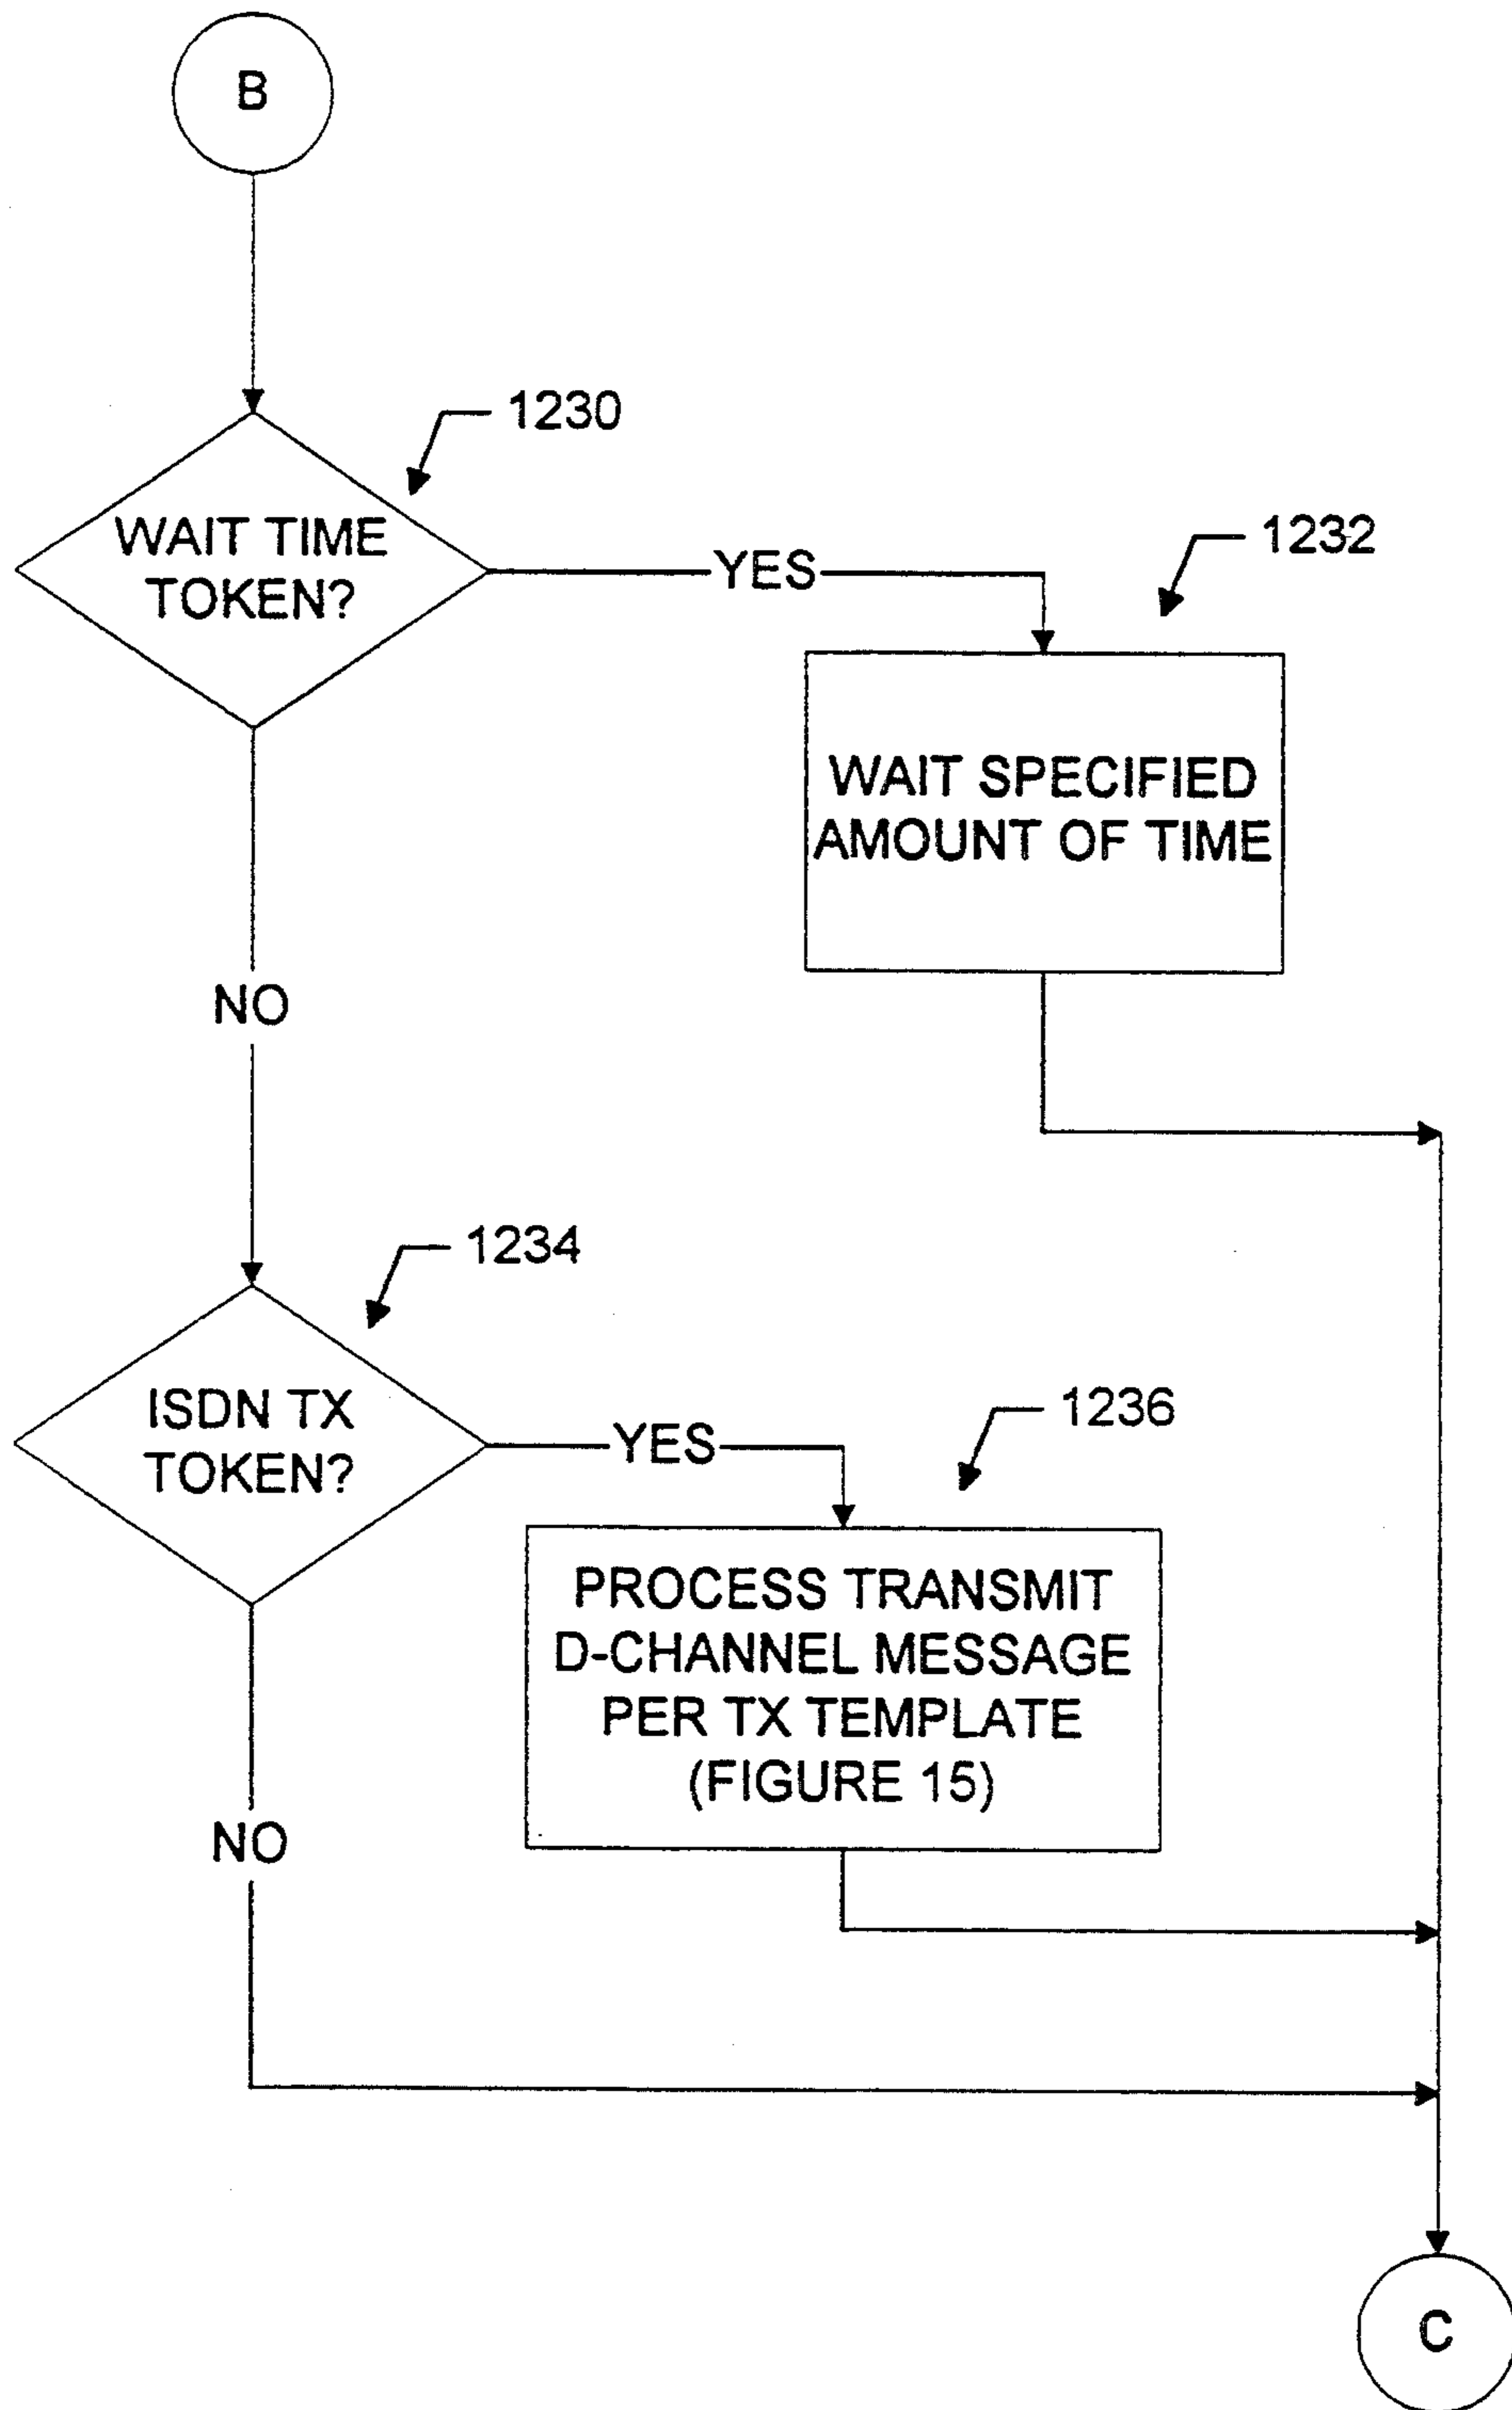 B
1230
WAIT TIME
TOKEN?
YES
1232
WAIT SPECIFIED
AMOUNT OF TIME
NO
1234
ISDN TX
TOKEN?
YES
1236
PROCESS TRANSMIT
D-CHANNEL MESSAGE
PER TX TEMPLATE
(FIGURE 15)
NO
C